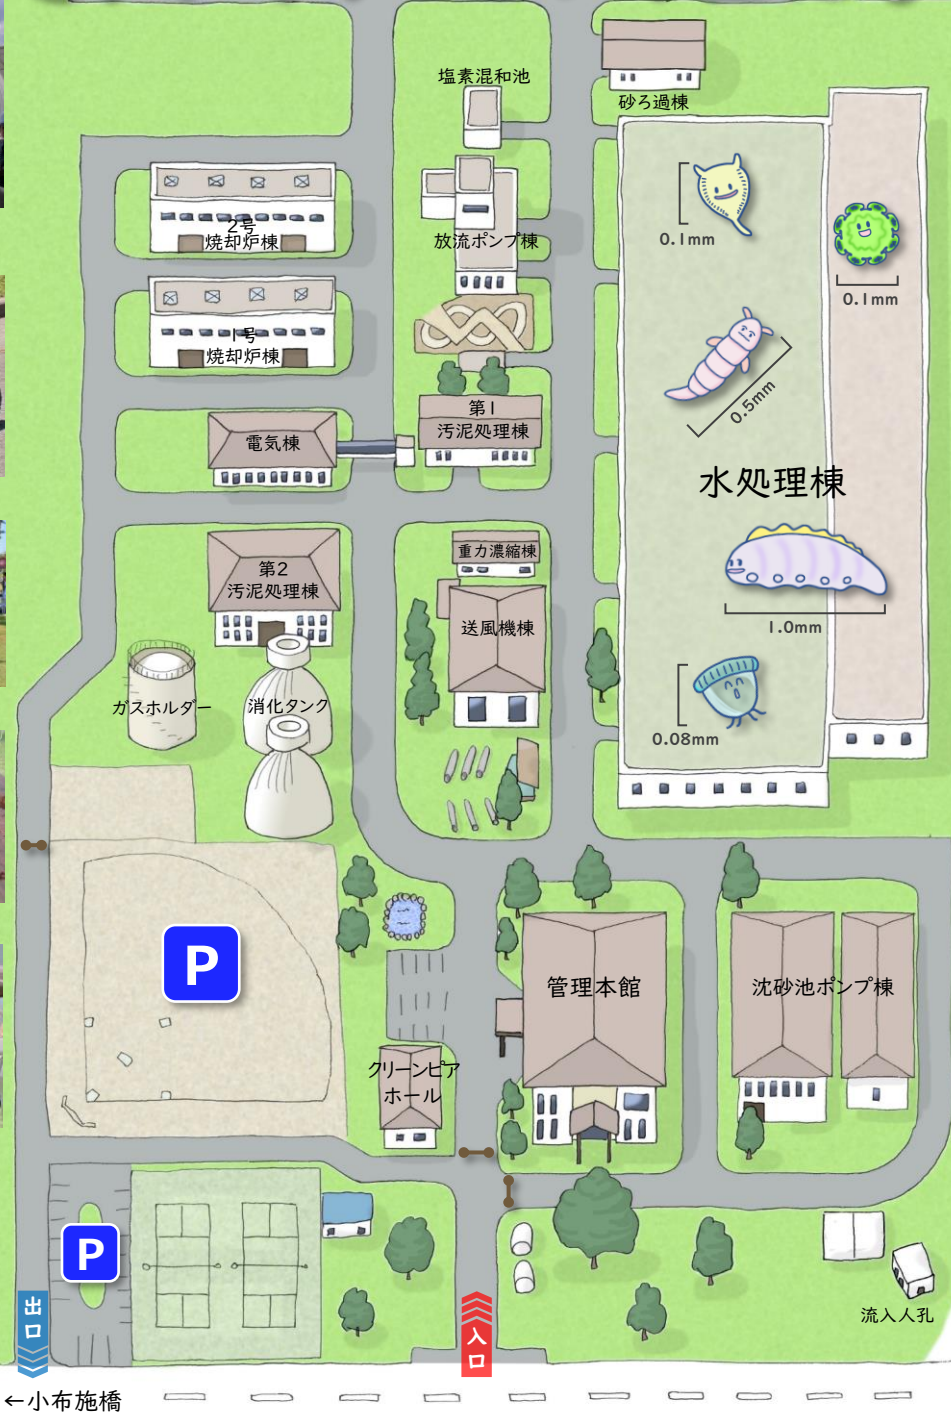 塩素混和池
砂ろ過棟
2号
焼却炉棟
放流ポンプ棟
0.1mm
0.1mm
1号
焼却炉棟
0.5mm
第1
汚泥処理棟
電気棟
水処理棟
重力濃縮棟
第2
汚泥処理棟
送風機棟
1.0mm
ガスホルダー
消化タンク
0.08mm
P
管理本館
沈砂池ポンプ棟
クリーンピア
ホール
P
出口
入口
流入人孔
←小布施橋